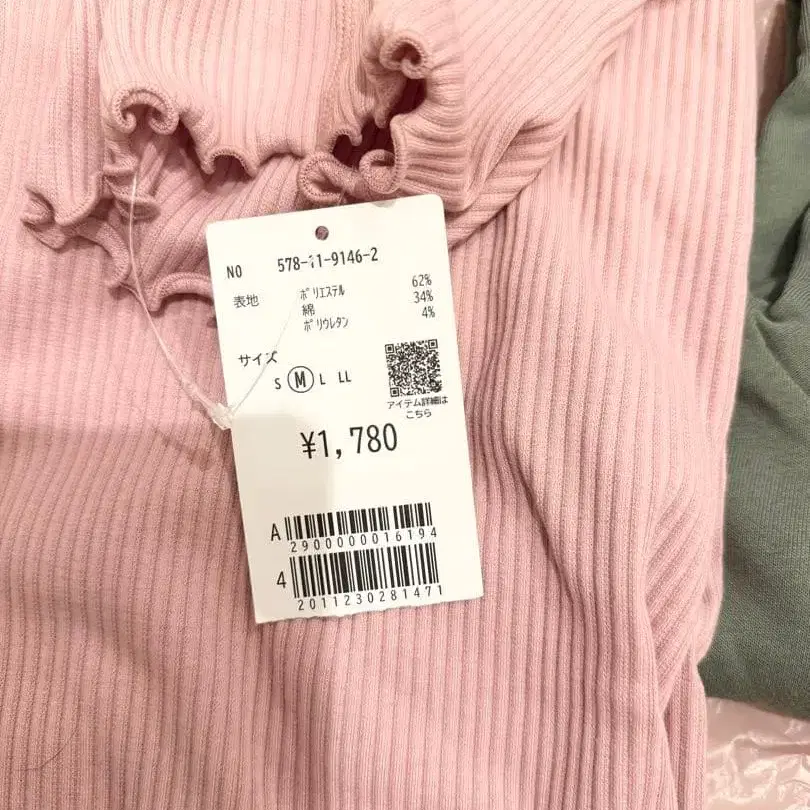 NO 578-11-9146-2
表地 ポリエステル 62%
綿 34%
ポリウレタン 4%
サイズ
S M L LL
アイテム詳細は
こちら
¥1,780
A
2900000016194
4
2011230281471